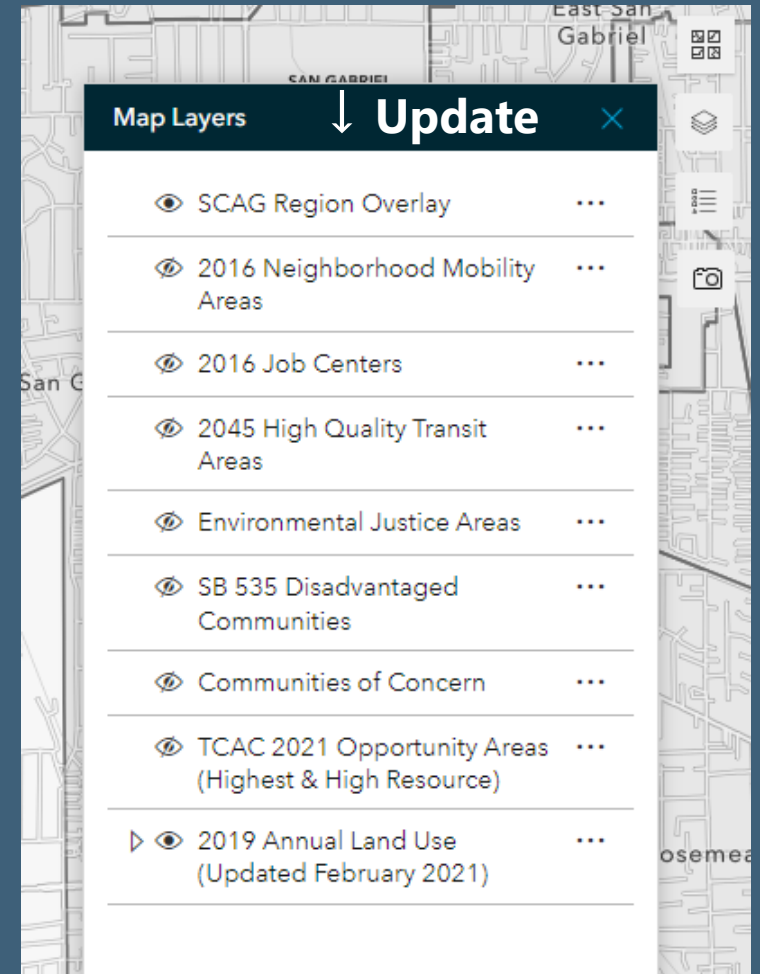 East San
Gabriel
SAN GABRIEL
Map Layers ↓ Update
SCAG Region Overlay
2016 Neighborhood Mobility
Areas
2016 Job Centers
San G
2045 High Quality Transit
Areas
Environmental Justice Areas
SB 535 Disadvantaged
Communities
Communities of Concern
TCAC 2021 Opportunity Areas
(Highest & High Resource)
2019 Annual Land Use
(Updated February 2021)
osemea